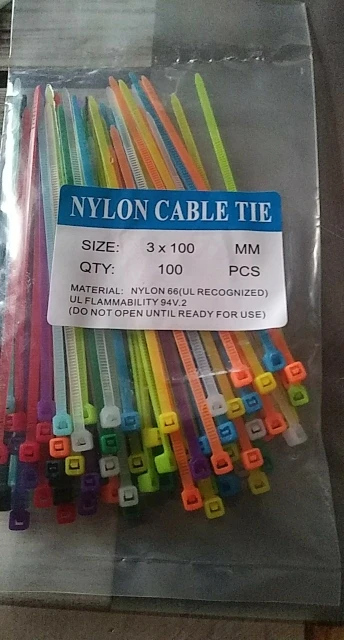 NYLON CABLE TIE
SIZE: 3 x 100 MM
QTY: 100 PCS
MATERIAL: NYLON 66(UL RECOGNIZED)
UL FLAMMABILITY 94V.2
(DO NOT OPEN UNTIL READY FOR USE)